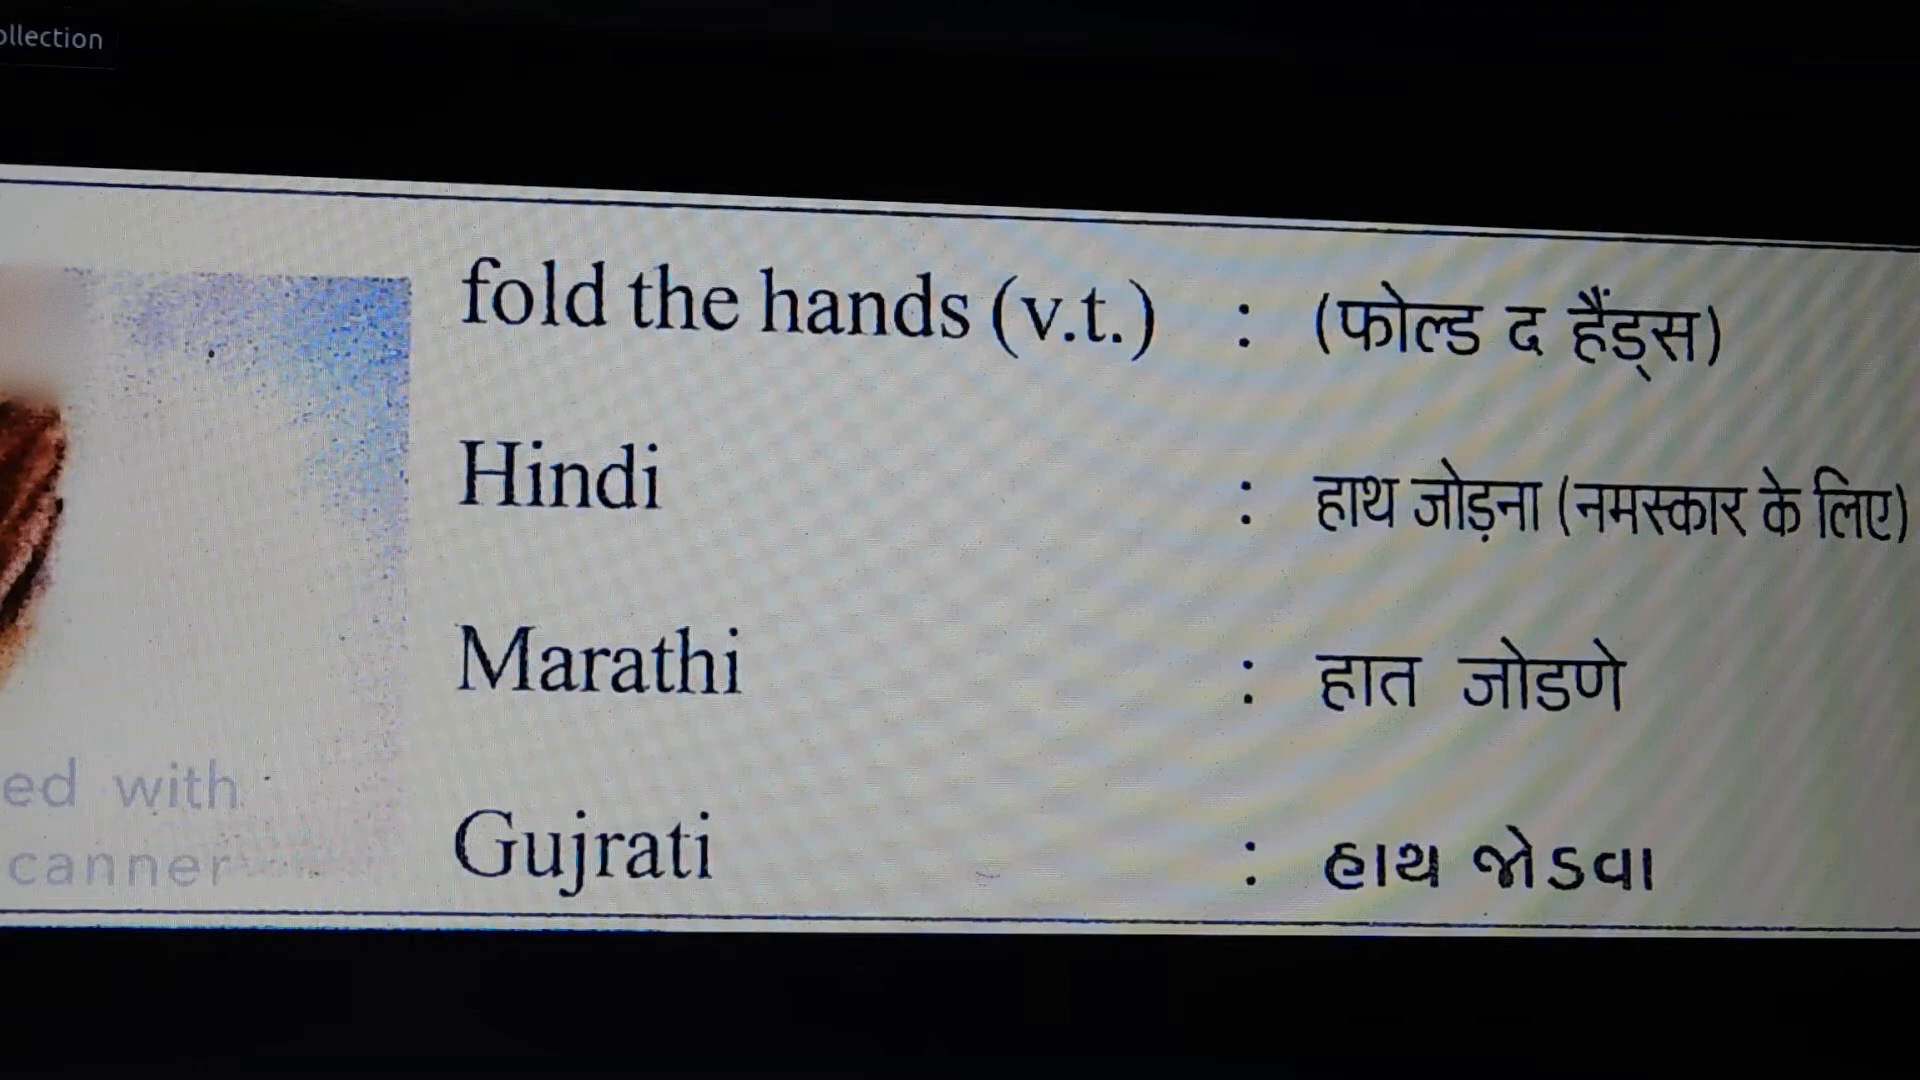 ollection
fold the hands (v.t.) : (फोल्ड द हैंड्स)
Hindi : हाथ जोड़ना (नमस्कार के लिए)
Marathi : हात जोडणे
Gujrati : હાથ જોડવા
ed with
canner